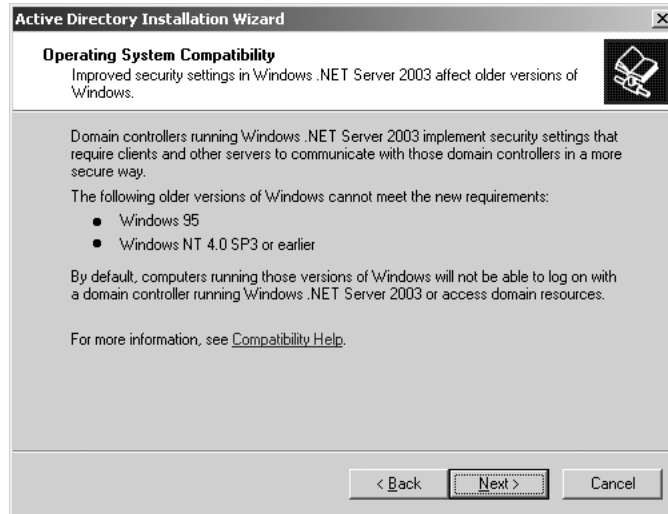 Active Directory Installation Wizard
Operating System Compatibility
Improved security settings in Windows .NET Server 2003 affect older versions of
Windows.
Domain controllers running Windows .NET Server 2003 implement security settings that
require clients and other servers to communicate with those domain controllers in a more
secure way.
The following older versions of Windows cannot meet the new requirements:
● Windows 95
● Windows NT 4.0 SP3 or earlier
By default, computers running those versions of Windows will not be able to log on with
a domain controller running Windows .NET Server 2003 or access domain resources.
For more information, see Compatibility Help.
< Back Next > Cancel